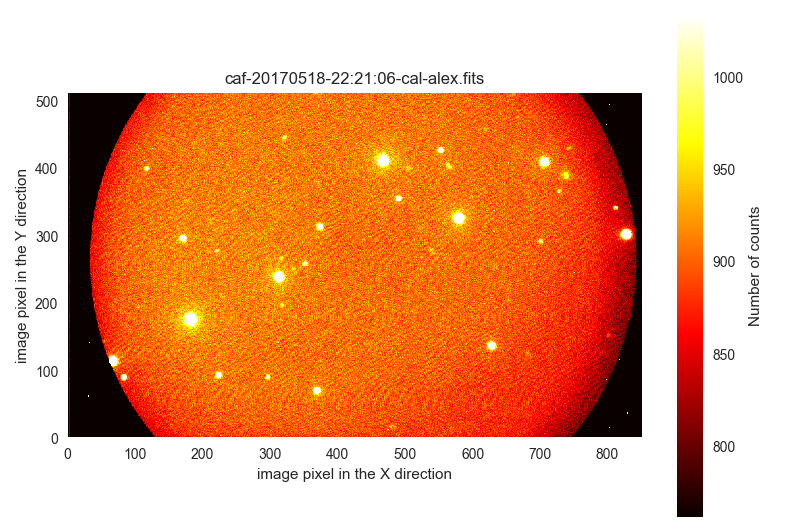 caf-20170518-22:21:06-cal-alex.fits
image pixel in the Y direction
500
400
300
200
100
0
0 100 200 300 400 500 600 700 800
image pixel in the X direction
1000
950
900
850
800
Number of counts